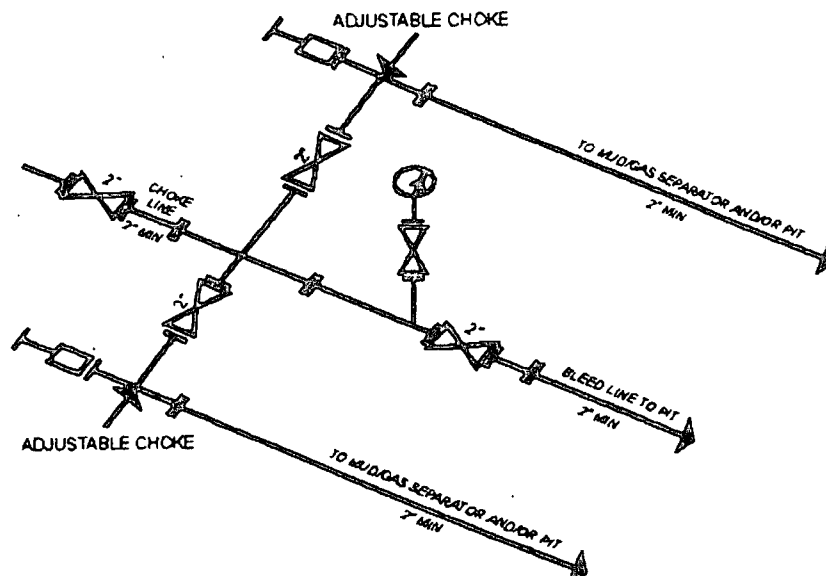 ADJUSTABLE CHOKE
TO MUD/GAS SEPARATOR AND/OR PIT
2" MIN
2"
2"
CHOKE
LINE
2" MIN
2"
2"
BLEED LINE TO PIT
2" MIN
ADJUSTABLE CHOKE
TO MUD/GAS SEPARATOR AND/OR PIT
2" MIN